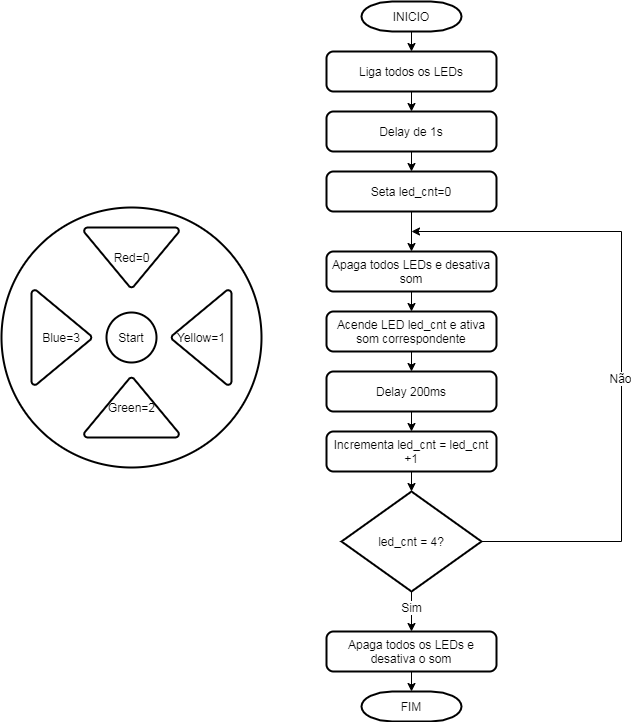 Red=0
Blue=3
Start
Yellow=1
Green=2
INICIO
Liga todos os LEDs
Delay de 1s
Seta led_cnt=0
Apaga todos LEDs e desativa
som
Acende LED led_cnt e ativa
som correspondente
Delay 200ms
Incrementa led_cnt = led_cnt
+1
led_cnt = 4?
Não
Sim
Apaga todos os LEDs e
desativa o som
FIM